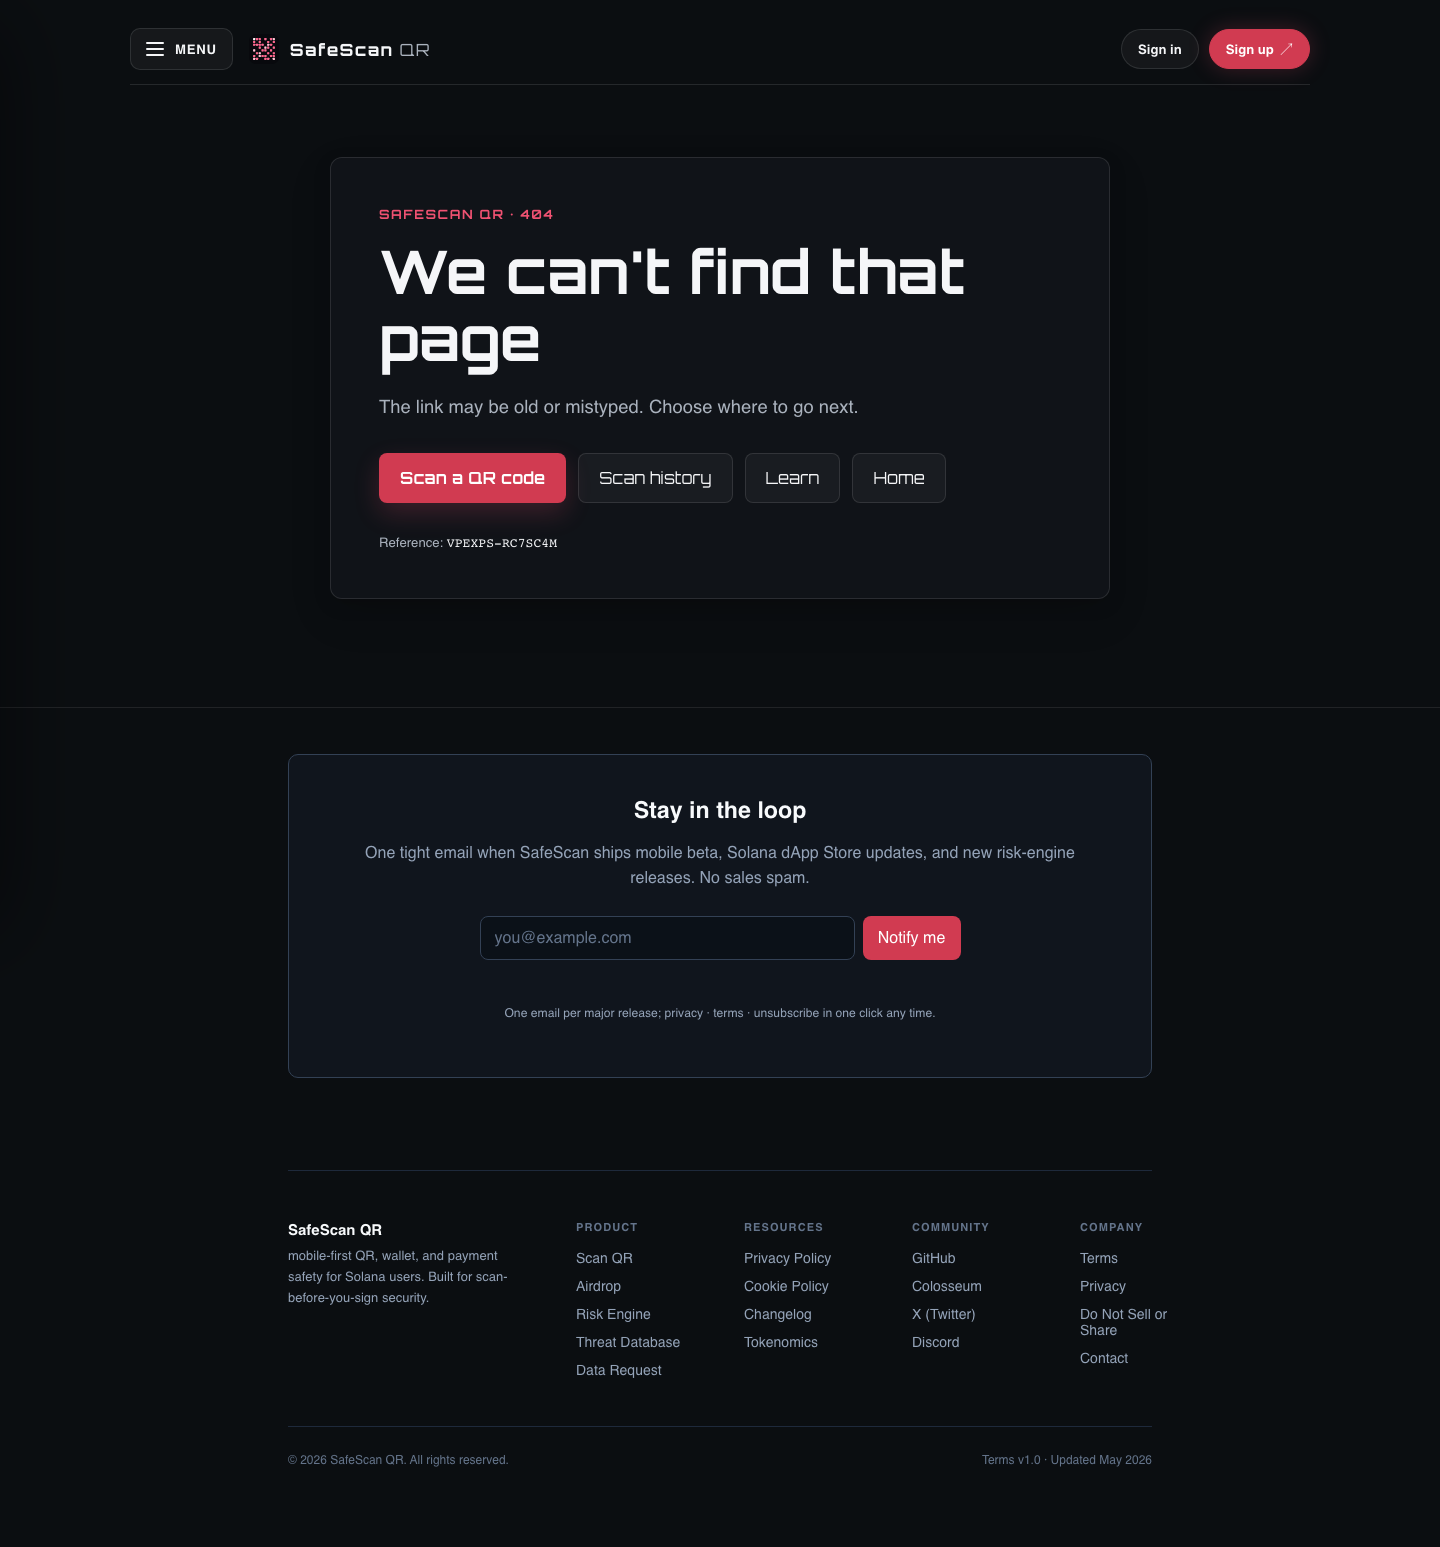 MENU
SafeScan QR
Sign in
Sign up ↗
SAFESCAN QR · 404
We can't find that
page
The link may be old or mistyped. Choose where to go next.
Scan a QR code
Scan history
Learn
Home
Reference: VPEXPS-RC7SC4M
Stay in the loop
One tight email when SafeScan ships mobile beta, Solana dApp Store updates, and new risk-engine
releases. No sales spam.
you@example.com
Notify me
One email per major release; privacy · terms · unsubscribe in one click any time.
SafeScan QR
mobile-first QR, wallet, and payment
safety for Solana users. Built for scan-
before-you-sign security.
PRODUCT
Scan QR
Airdrop
Risk Engine
Threat Database
Data Request
RESOURCES
Privacy Policy
Cookie Policy
Changelog
Tokenomics
COMMUNITY
GitHub
Colosseum
X (Twitter)
Discord
COMPANY
Terms
Privacy
Do Not Sell or
Share
Contact
© 2026 SafeScan QR. All rights reserved.
Terms v1.0 · Updated May 2026